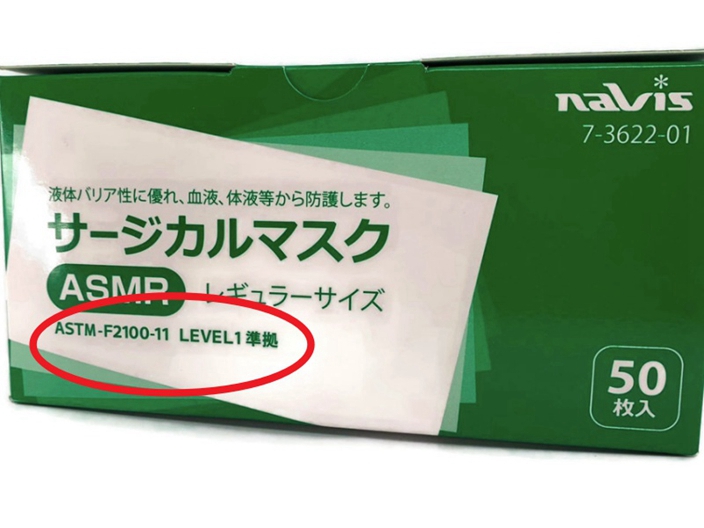 navis
7-3622-01
液体バリア性に優れ、血液、体液等から防護します。
サージカルマスク
ASMR レギュラーサイズ
ASTM-F2100-11 LEVEL1 準拠
50
枚入